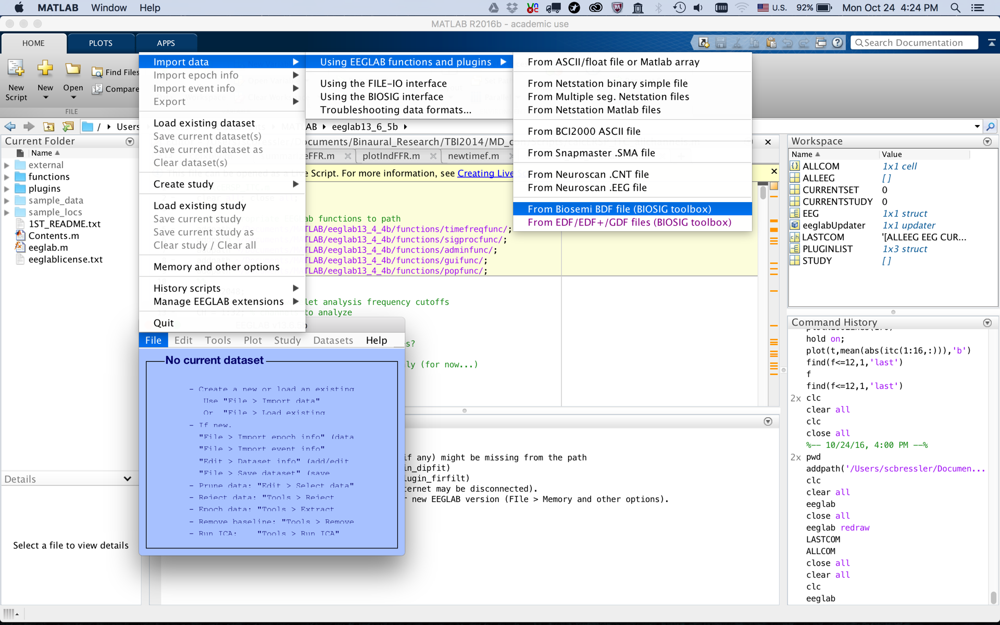 MATLAB Window Help
U.S. 92% Mon Oct 24 4:24 PM
MATLAB R2016b - academic use
HOME PLOTS APPS
Search Documentation
New Script
New
Open
Find Files
Compare
FILE
Import data
Import epoch info
Import event info
Export
Load existing dataset
Save current dataset(s)
Save current dataset as
Clear dataset(s)
Create study
Load existing study
Save current study
Save current study as
Clear study / Clear all
Memory and other options
History scripts
Manage EEGLAB extensions
Quit
Using EEGLAB functions and plugins
Using the FILE-IO interface
Using the BIOSIG interface
Troubleshooting data formats...
From ASCII/float file or Matlab array
From Netstation binary simple file
From Multiple seg. Netstation files
From Netstation Matlab files
From BCI2000 ASCII file
From Snapmaster .SMA file
From Neuroscan .CNT file
From Neuroscan .EEG file
From Biosemi BDF file (BIOSIG toolbox)
From EDF/EDF+/GDF files (BIOSIG toolbox)
/ Users AB eeglab13_6_5b
Current Folder
Name
external
functions
plugins
sample_data
sample_locs
1ST_README.txt
Contents.m
eeglab.m
eeglablicense.txt
Details
Select a file to view details
essler/Documents/Binaural_Research/TBI2014/MD_c
eFFR.m plotIndFFR.m newtimef.m
e Script. For more information, see Creating Live
ab functions to path
TLAB/eeglab13_4_4b/functions/timefreqfunc/;
TLAB/eeglab13_4_4b/functions/sigprocfunc/;
TLAB/eeglab13_4_4b/functions/adminfunc/;
TLAB/eeglab13_4_4b/functions/guifunc/;
TLAB/eeglab13_4_4b/functions/popfunc/;
let analysis frequency cutoffs
to analyze
s?
ly (for now...)
File Edit Tools Plot Study Datasets Help
No current dataset
- Create a new or load an existing
Use "File > Import data"
Or "File > Load existing
- If new,
"File > Import epoch info" (data
"File > Import event info"
"Edit > Dataset info" (add/edit
"File > Save dataset" (save
- Prune data: "Edit > Select data"
- Reject data: "Tools > Reject
- Epoch data: "Tools > Extract
- Remove baseline: "Tools > Remove
- Run ICA: "Tools > Run ICA"
if any) might be missing from the path
in_dipfit)
lugin_firfilt)
ternet may be disconnected).
r new EEGLAB version (FIle > Memory and other options).
Workspace
Name Value
ALLCOM 1x1 cell
ALLEEG []
CURRENTSET 0
CURRENTSTUDY 0
EEG 1x1 struct
eeglabUpdater 1x1 updater
LASTCOM '[ALLEEG EEG CUR...
PLUGINLIST 1x3 struct
STUDY []
Command History
hold on;
plot(t,mean(abs(itc(1:16,:))),'b')
find(f<=12,1,'last')
f
find(f<=12,1,'last')
2x clc
clear all
clc
close all
%-- 10/24/16, 4:00 PM --%
2x pwd
addpath('/Users/scbressler/Documen...
clc
clear all
eeglab
close all
eeglab redraw
LASTCOM
ALLCOM
close all
clear all
clc
eeglab